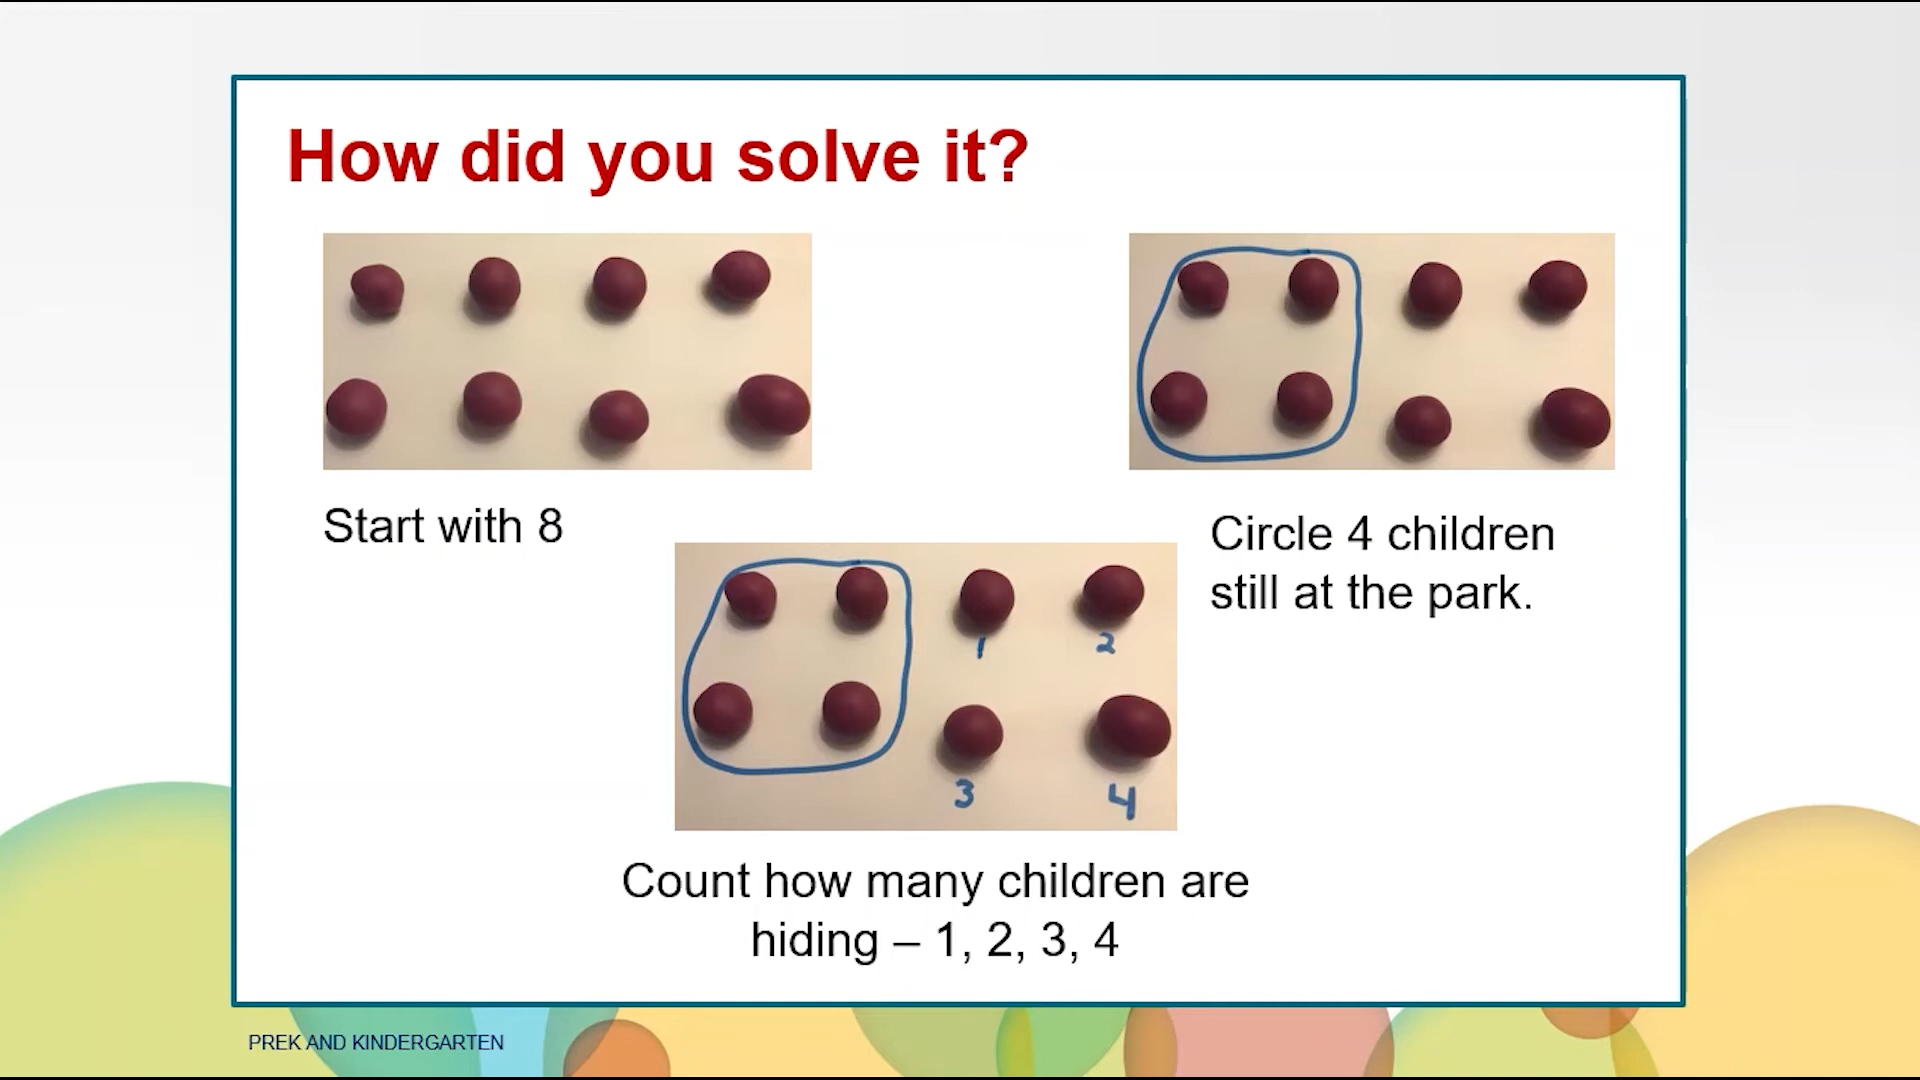 How did you solve it?
Start with 8
Circle 4 children
still at the park.
1
2
3
4
Count how many children are
hiding – 1, 2, 3, 4
PREK AND KINDERGARTEN